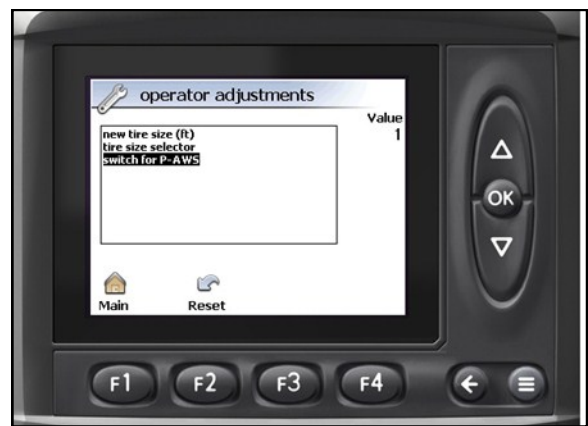 operator adjustments
Value
1
new tire size (ft)
tire size selector
switch for P-AWS
Main
Reset
OK
F1
F2
F3
F4